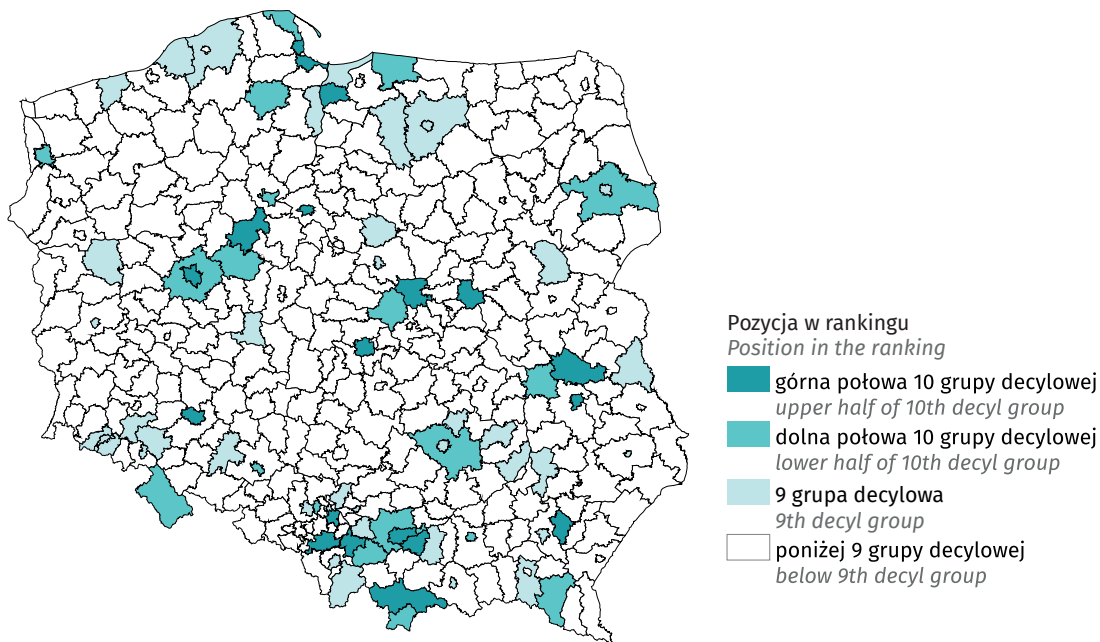 Pozycja w rankingu
Position in the ranking
górna połowa 10 grupy decylowej
upper half of 10th decyl group
dolna połowa 10 grupy decylowej
lower half of 10th decyl group
9 grupa decylowa
9th decyl group
poniżej 9 grupy decylowej
below 9th decyl group